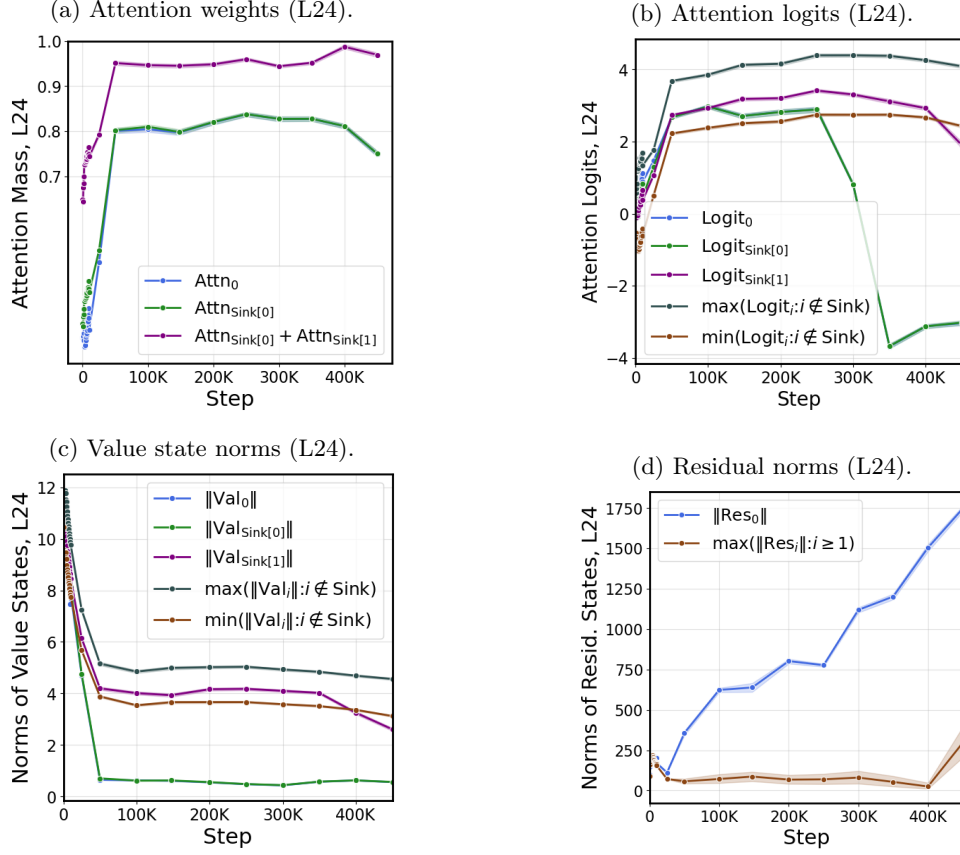 (a) Attention weights (L24).
Attention Mass, L24
1.0
0.9
0.8
0.7
Attn0
AttnSink[0]
AttnSink[0] + AttnSink[1]
0 100K 200K 300K 400K
Step
(b) Attention logits (L24).
Attention Logits, L24
4
2
0
−2
−4
Logit0
LogitSink[0]
LogitSink[1]
max(Logiti: i ∉ Sink)
min(Logiti: i ∉ Sink)
0 100K 200K 300K 400K
Step
(c) Value state norms (L24).
Norms of Value States, L24
12
10
8
6
4
2
0
‖Val0‖
‖ValSink[0]‖
‖ValSink[1]‖
max(‖Vali‖: i ∉ Sink)
min(‖Vali‖: i ∉ Sink)
0 100K 200K 300K 400K
Step
(d) Residual norms (L24).
Norms of Resid. States, L24
1750
1500
1250
1000
750
500
250
0
‖Res0‖
max(‖Resi‖: i ≥ 1)
0 100K 200K 300K 400K
Step